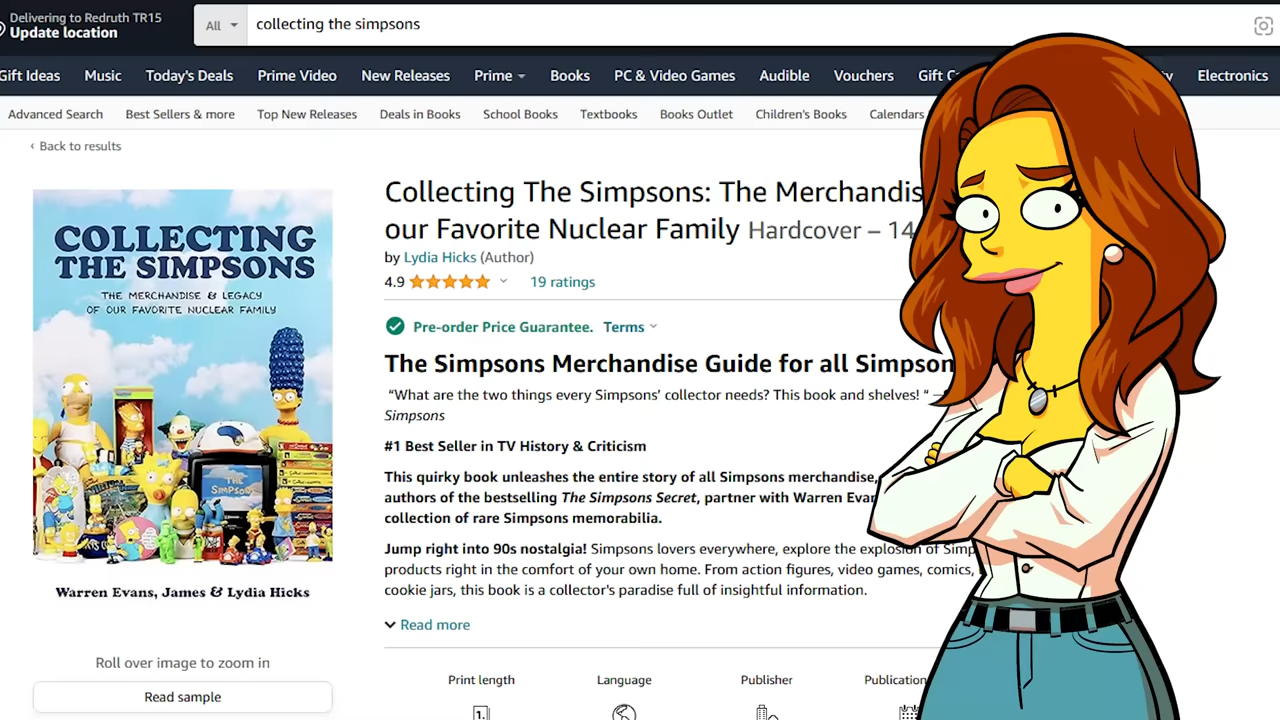 Delivering to Redruth TR15
Update location
All
collecting the simpsons
Gift Ideas Music Today's Deals Prime Video New Releases Prime Books PC & Video Games Audible Vouchers Gift Electronics
Advanced Search Best Sellers & more Top New Releases Deals in Books School Books Textbooks Books Outlet Children's Books Calendars
‹ Back to results
COLLECTING
THE SIMPSONS
THE MERCHANDISE & LEGACY
OF OUR FAVORITE NUCLEAR FAMILY
THE SIMPSONS
Warren Evans, James & Lydia Hicks
Roll over image to zoom in
Read sample
Collecting The Simpsons: The Merchandis
our Favorite Nuclear Family Hardcover – 14
by Lydia Hicks (Author)
4.9 19 ratings
Pre-order Price Guarantee. Terms
The Simpsons Merchandise Guide for all Simpson
“What are the two things every Simpsons’ collector needs? This book and shelves! “ —
Simpsons
#1 Best Seller in TV History & Criticism
This quirky book unleashes the entire story of all Simpsons merchandise,
authors of the bestselling The Simpsons Secret, partner with Warren Evan
collection of rare Simpsons memorabilia.
Jump right into 90s nostalgia! Simpsons lovers everywhere, explore the explosion of Simp
products right in the comfort of your own home. From action figures, video games, comics,
cookie jars, this book is a collector's paradise full of insightful information.
Read more
Print length Language Publisher Publication